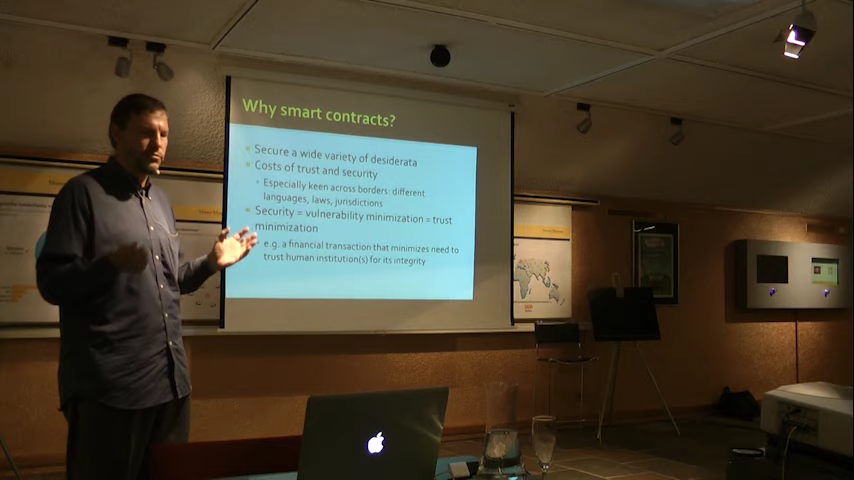 Why smart contracts?
Secure a wide variety of desiderata
Costs of trust and security
Especially keen across borders: different
languages, laws, jurisdictions
Security = vulnerability minimization = trust
minimization
e.g. a financial transaction that minimizes need to
trust human institution(s) for its integrity